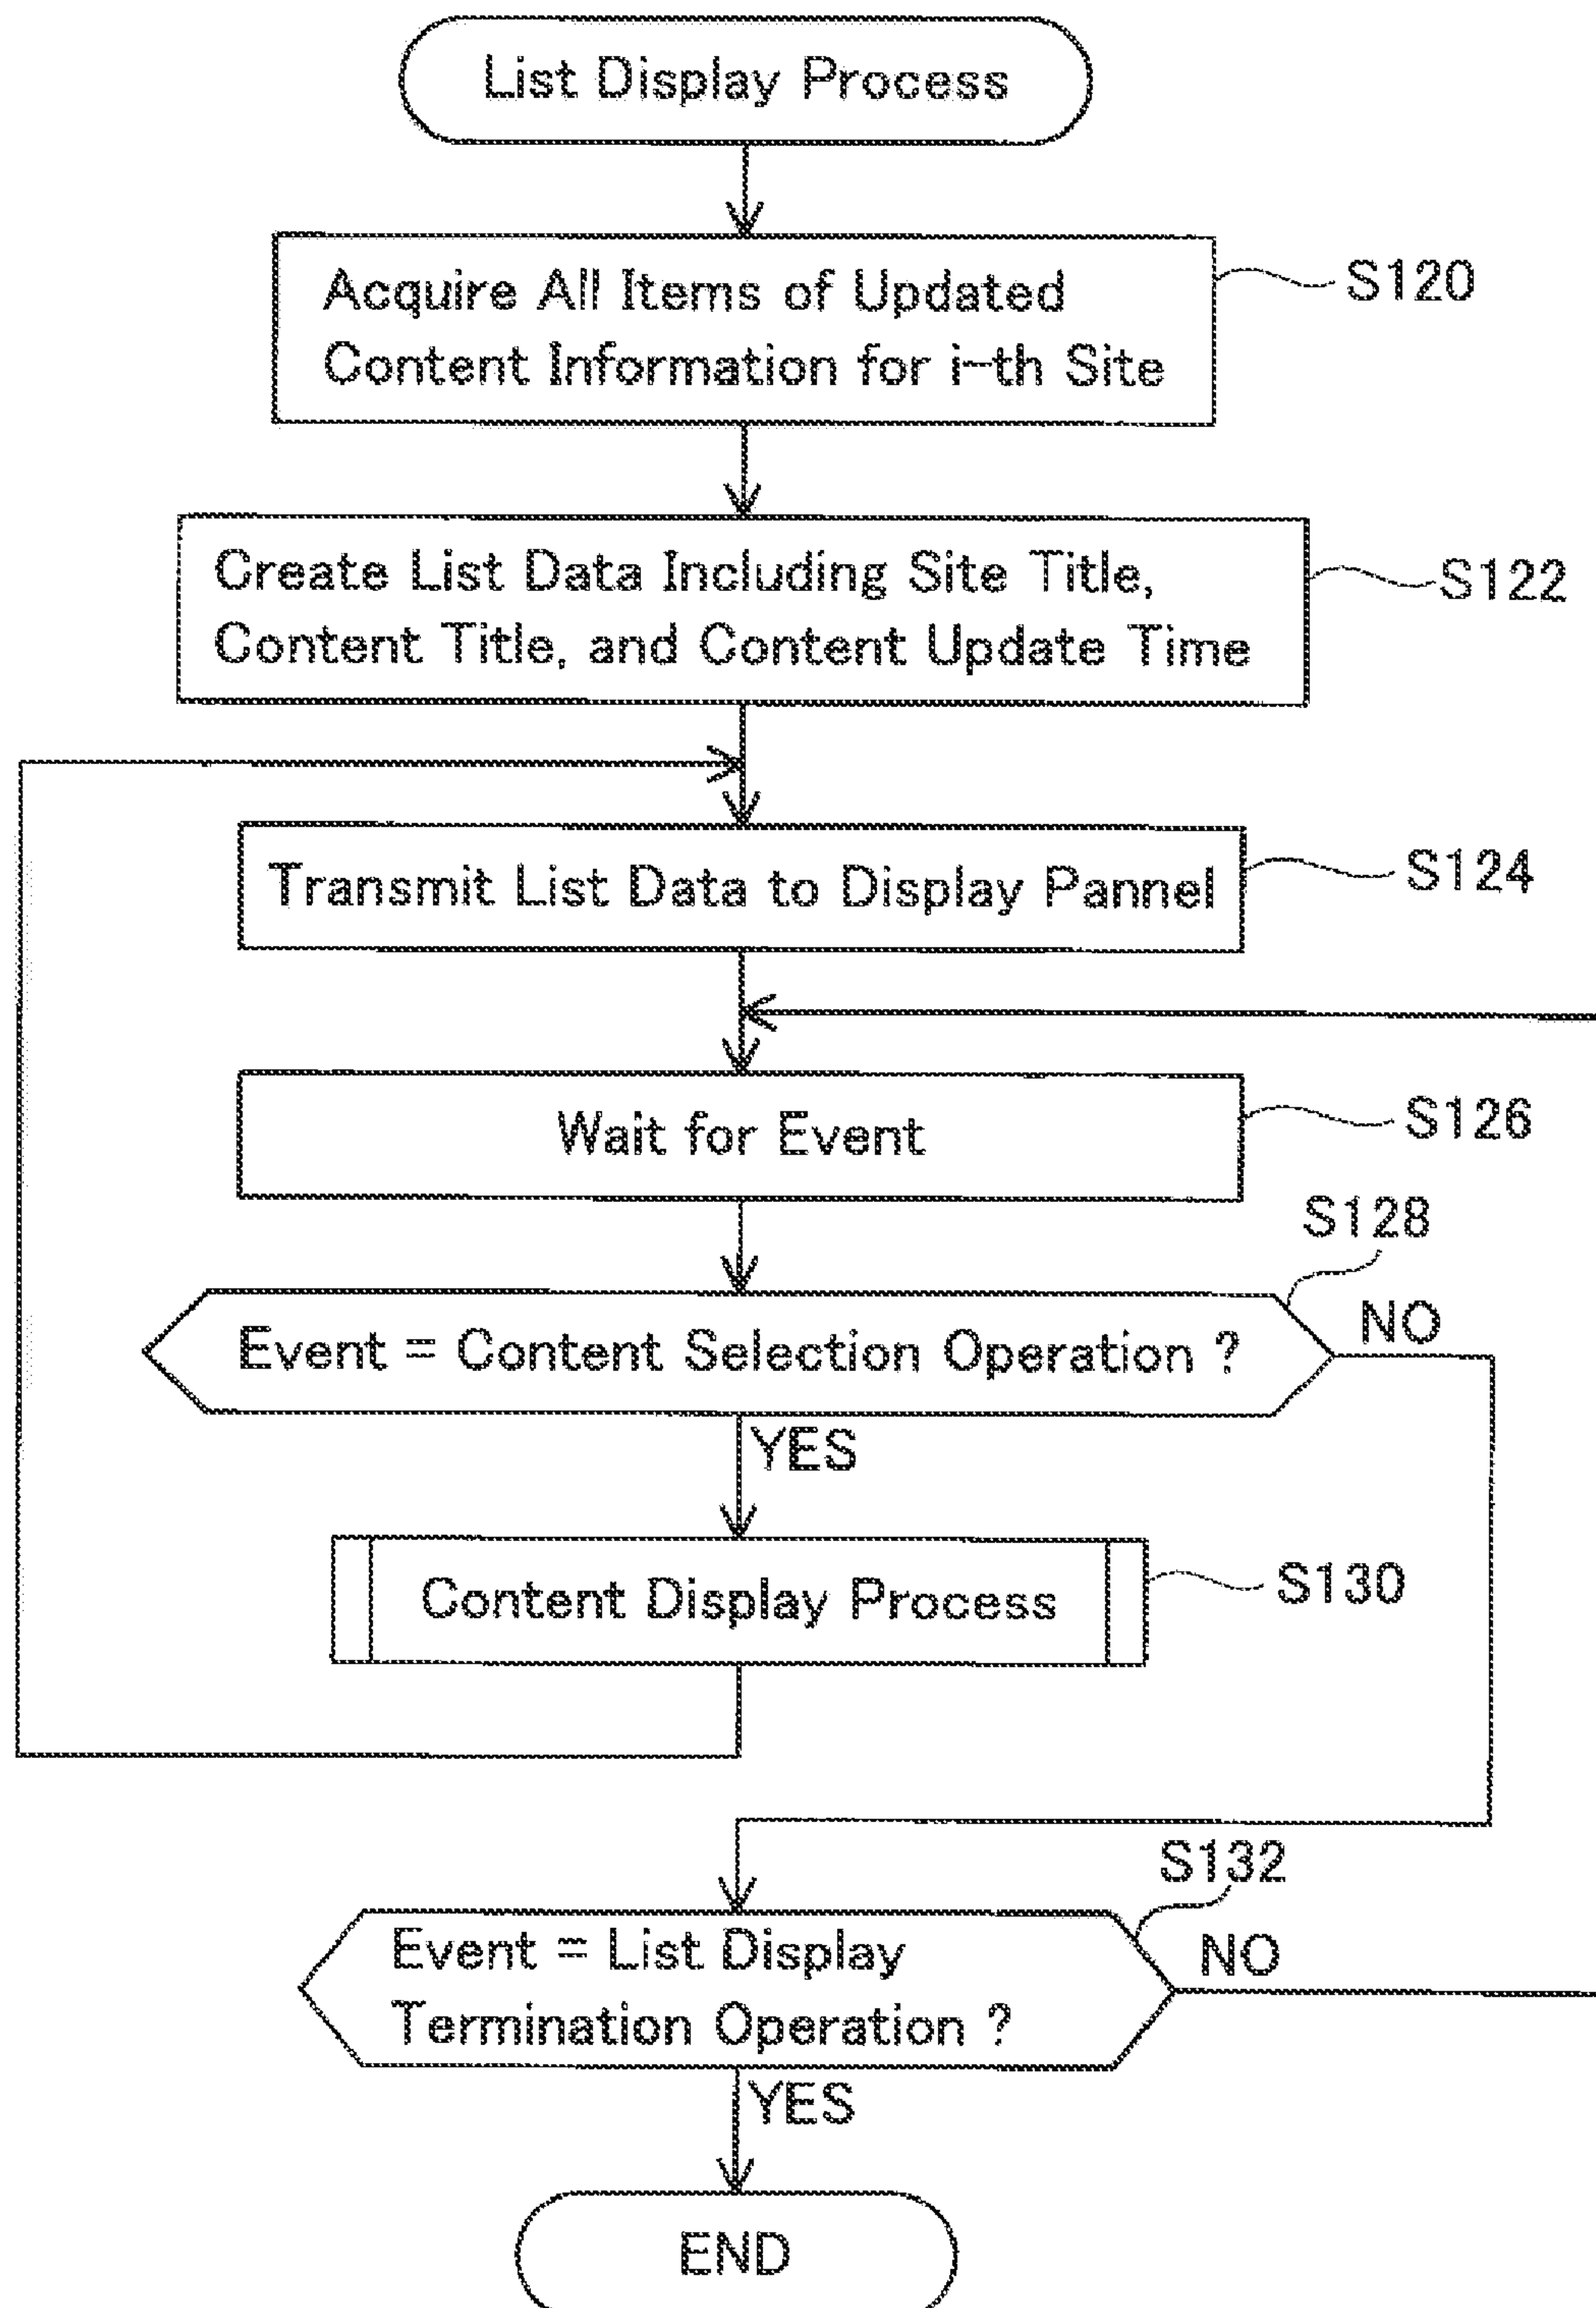 List Display Process
Acquire All Items of Updated
Content Information for i-th Site
S120
Create List Data Including Site Title,
Content Title, and Content Update Time
S122
Transmit List Data to Display Pannel
S124
Wait for Event
S126
S128
Event = Content Selection Operation ?
NO
YES
Content Display Process
S130
S132
Event = List Display
Termination Operation ?
NO
YES
END